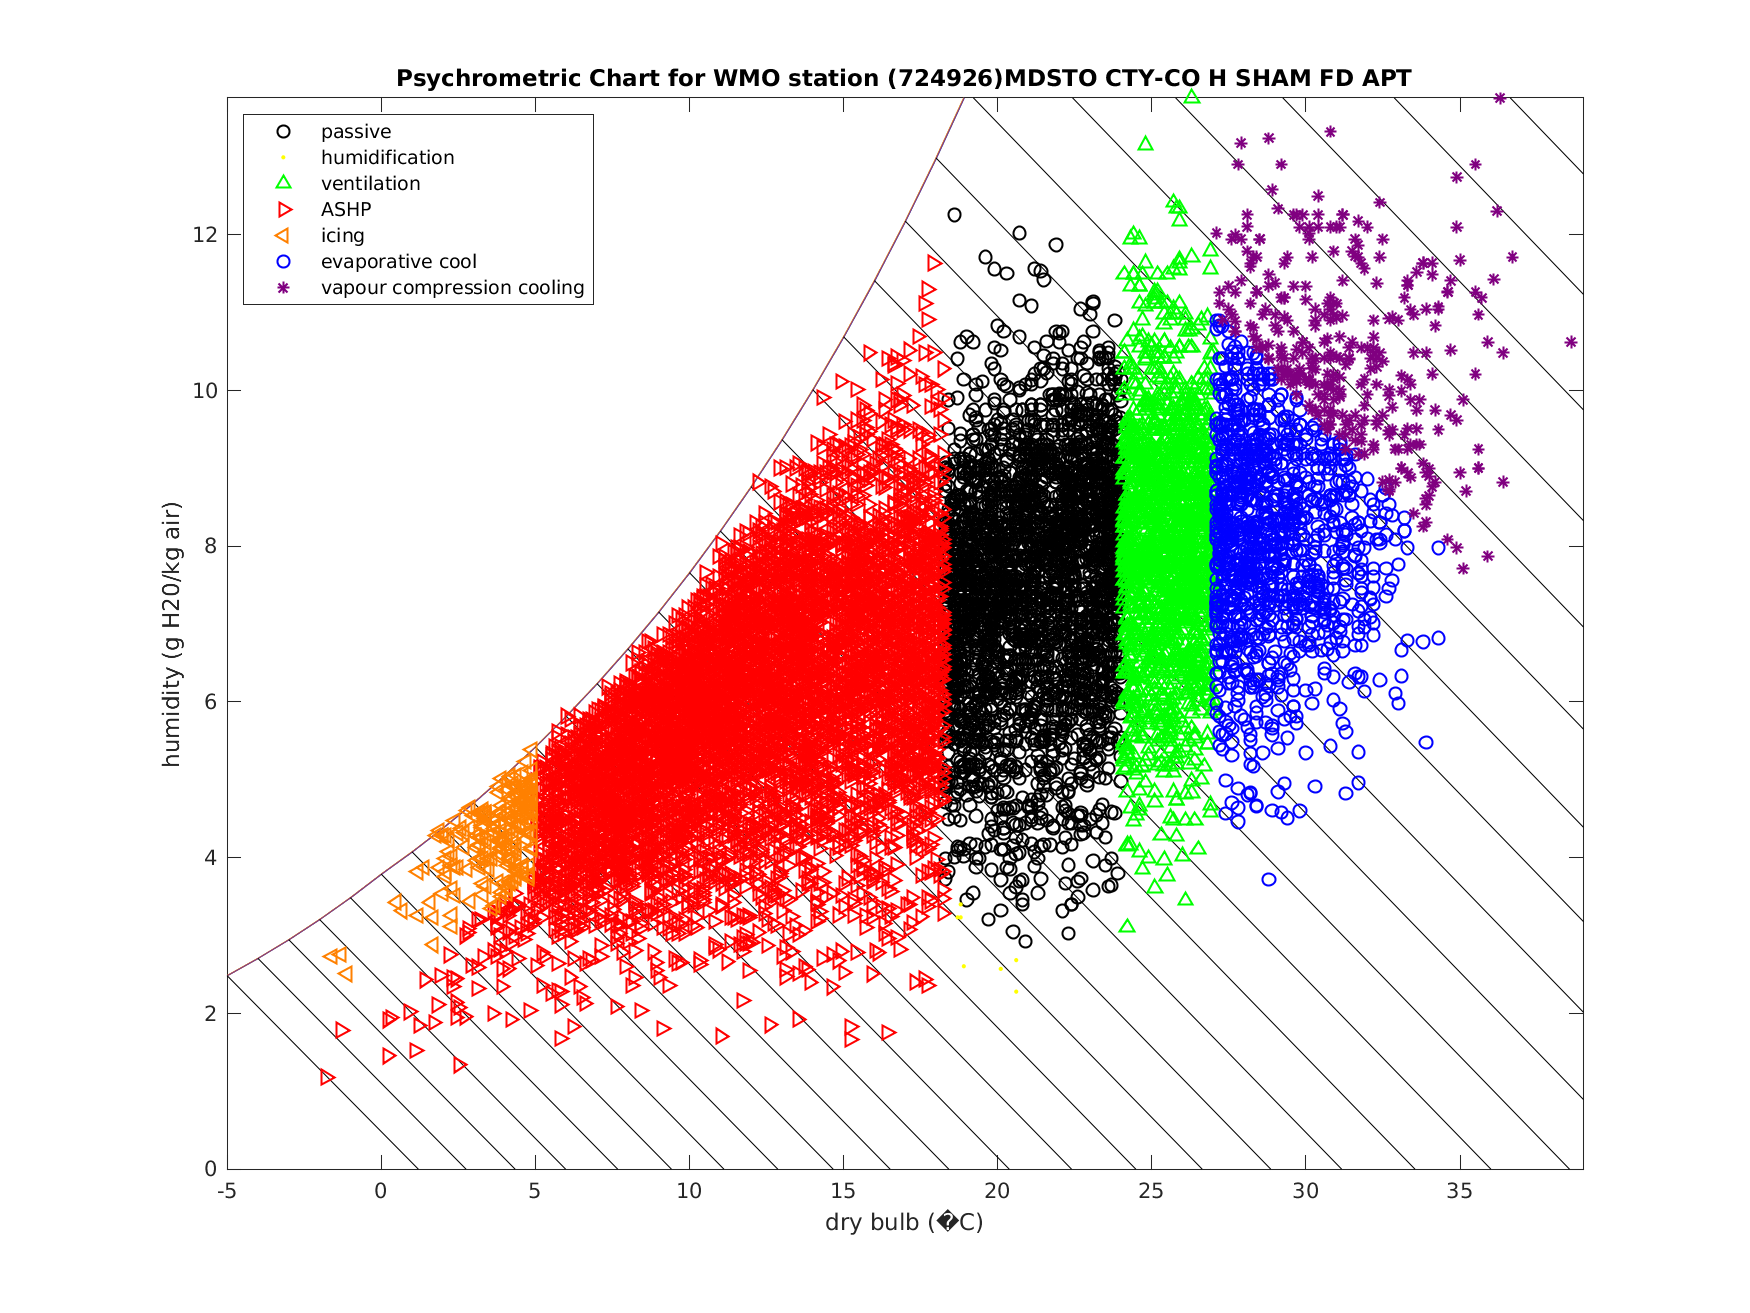 Psychrometric Chart for WMO station (724926)MDSTO CTY-CO H SHAM FD APT
passive
humidification
ventilation
ASHP
icing
evaporative cool
vapour compression cooling
humidity (g H20/kg air)
12
10
8
6
4
2
0
-5 0 5 10 15 20 25 30 35
dry bulb (�C)